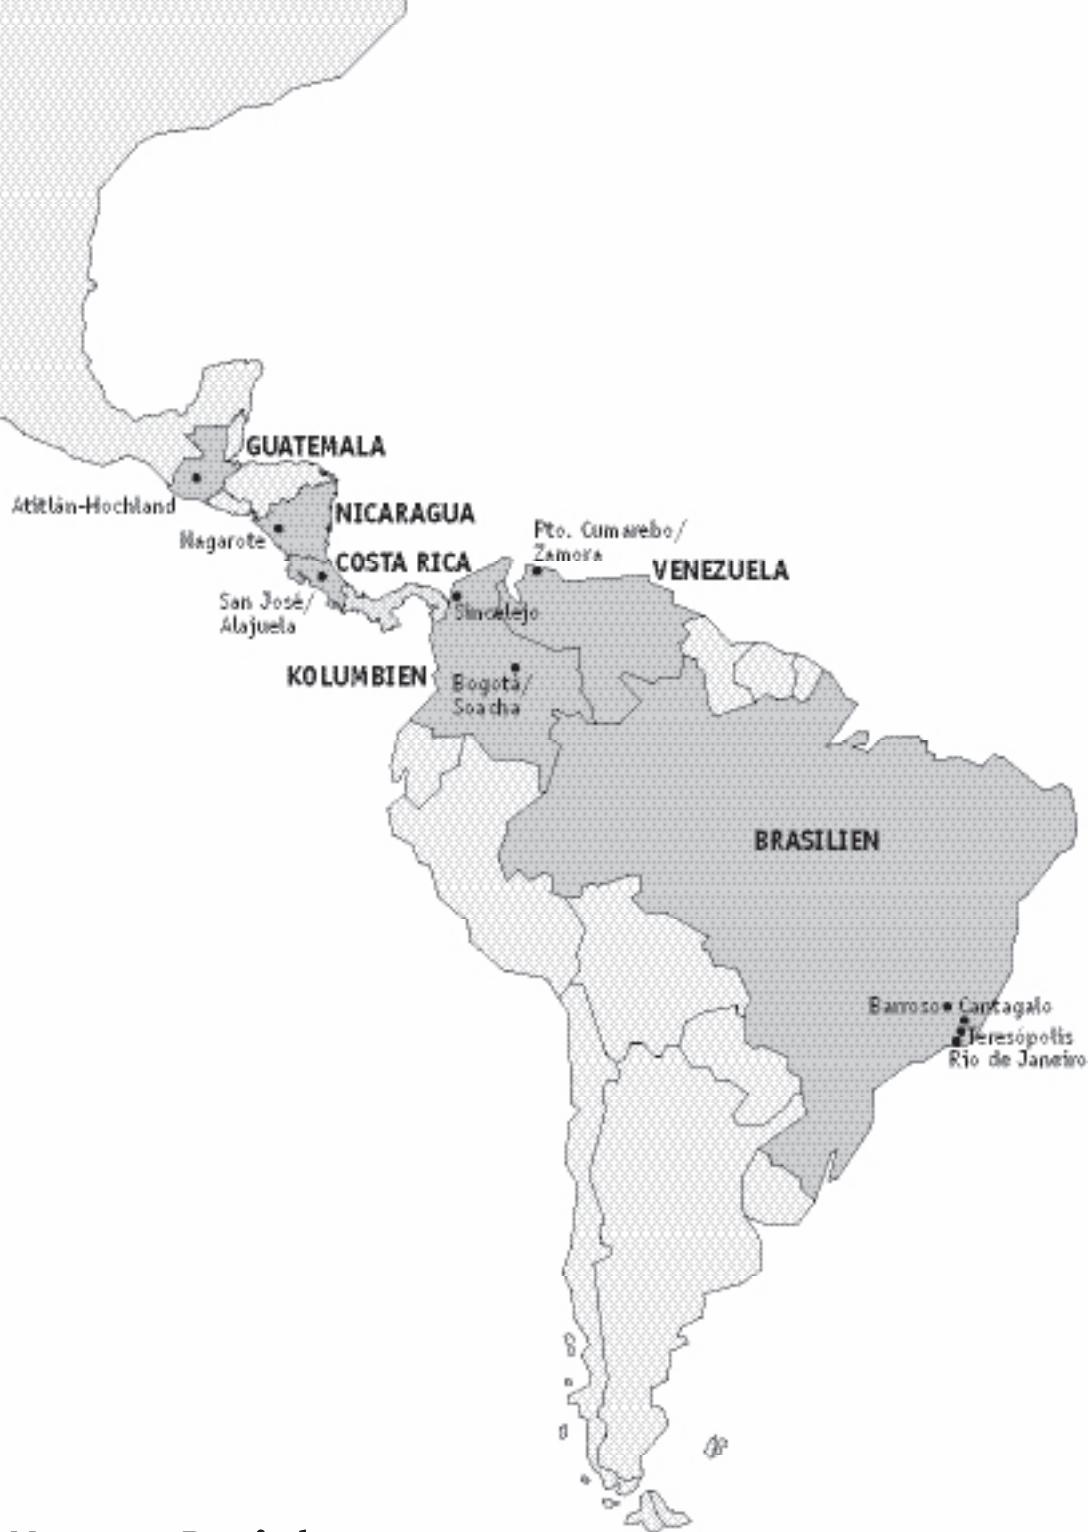 GUATEMALA
Atitlán-Hochland
NICARAGUA
Nagarote
Pto. Cumarebo/
Zamora
COSTA RICA
VENEZUELA
San José/
Alajuela
Sincelejo
KOLUMBIEN
Bogotá/
Soacha
BRASILIEN
Barroso Cantagalo
Teresópolis
Rio de Janeiro